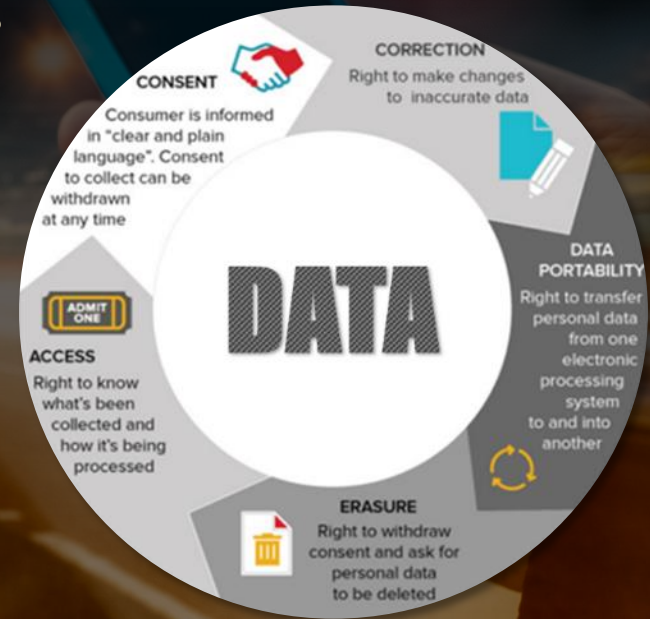 CONSENT
Consumer is informed
in "clear and plain
language". Consent
to collect can be
withdrawn
at any time
CORRECTION
Right to make changes
to inaccurate data
DATA
PORTABILITY
Right to transfer
personal data
from one
electronic
processing
system
to and into
another
ERASURE
Right to withdraw
consent and ask for
personal data
to be deleted
ADMIT
ONE
ACCESS
Right to know
what's been
collected and
how it's being
processed
DATA